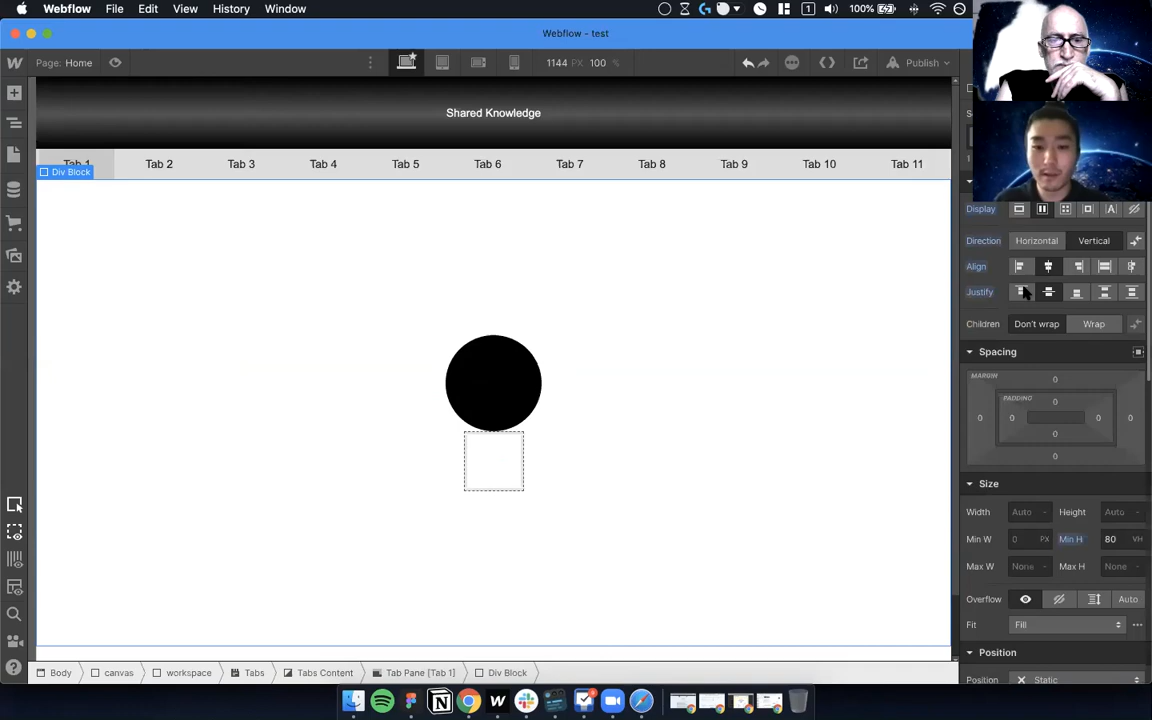 Webflow File Edit View History Window 1 100%
Webflow - test
Page: Home 1144 PX 100 % Publish
Shared Knowledge
Tab 1 Tab 2 Tab 3 Tab 4 Tab 5 Tab 6 Tab 7 Tab 8 Tab 9 Tab 10 Tab 11
Div Block
Display
Direction Horizontal Vertical
Align
Justify
Children Don't wrap Wrap
Spacing
MARGIN
0
PADDING
0
0 0 0 0
0
0
Size
Width Auto - Height Auto -
Min W 0 PX Min H 80 VH
Max W None - Max H None -
Overflow Auto
Fit Fill
Position
Position Static
Body canvas workspace Tabs Tabs Content Tab Pane [Tab 1] Div Block